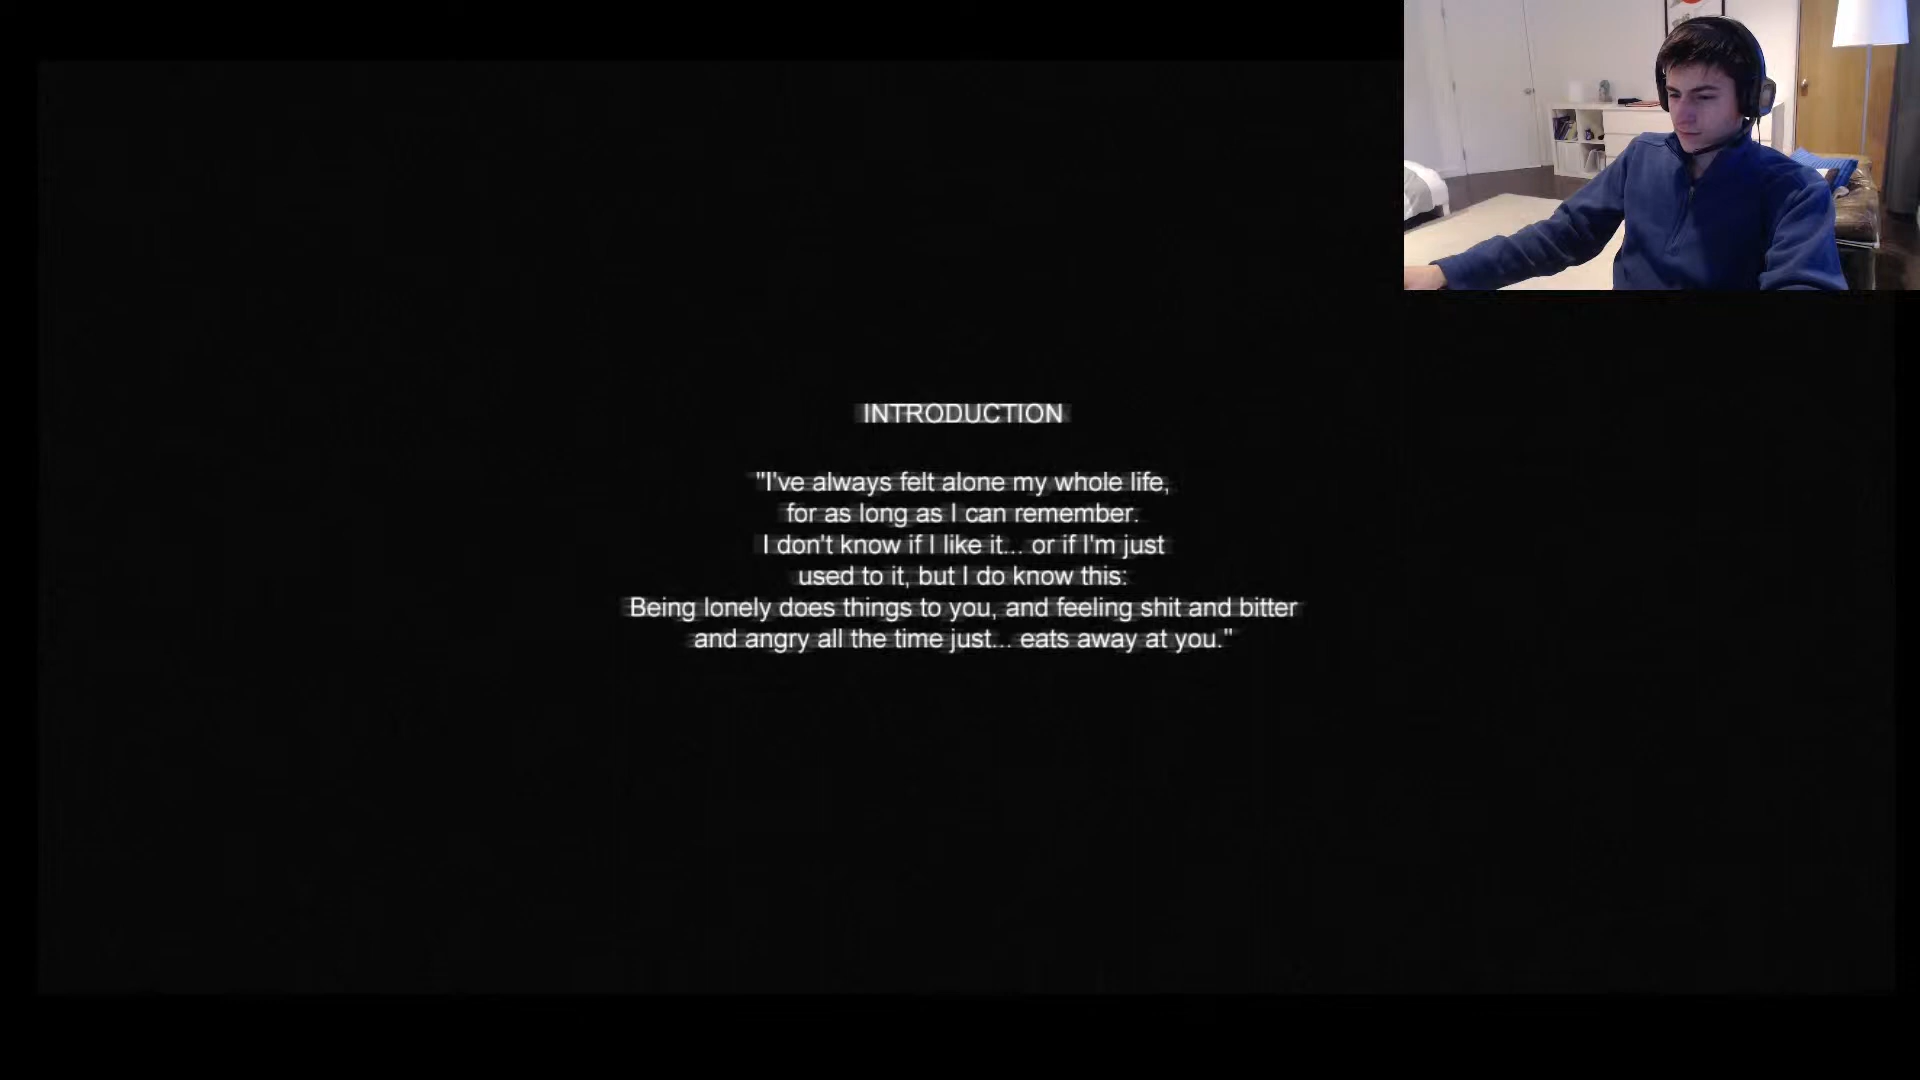 INTRODUCTION
"I've always felt alone my whole life,
for as long as I can remember.
I don't know if I like it... or if I'm just
used to it, but I do know this:
Being lonely does things to you, and feeling shit and bitter
and angry all the time just... eats away at you."